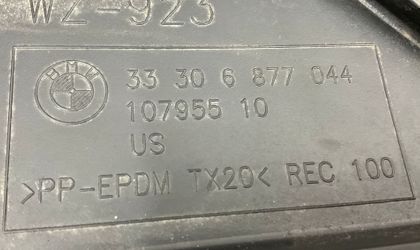 WZ-923
BMW
33 30 6 877 044
107955 10
US
>PP-EPDM TX20< REC 100